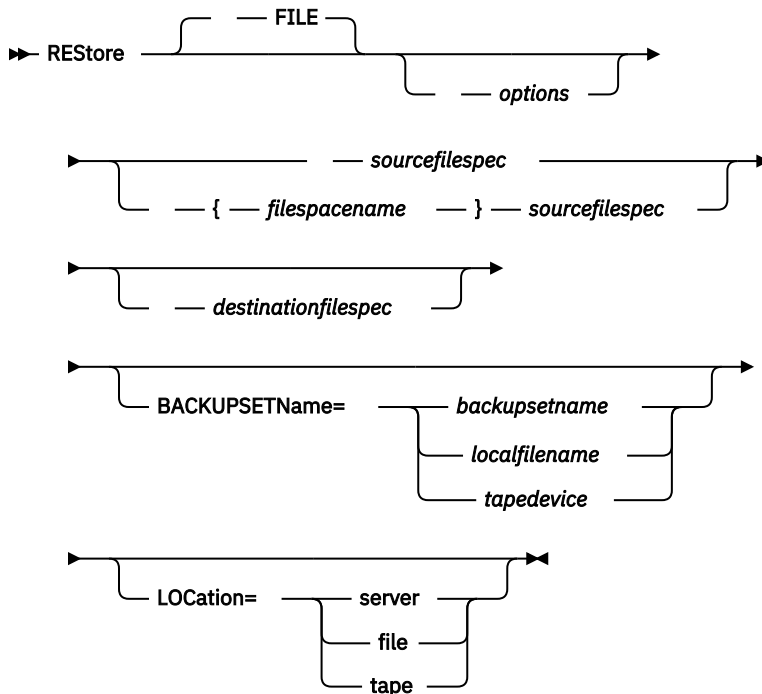 FILE
REStore
options
sourcefilespec
{ filespacename } sourcefilespec
destinationfilespec
BACKUPSETName= backupsetname
localfilename
tapedevice
LOCation= server
file
tape